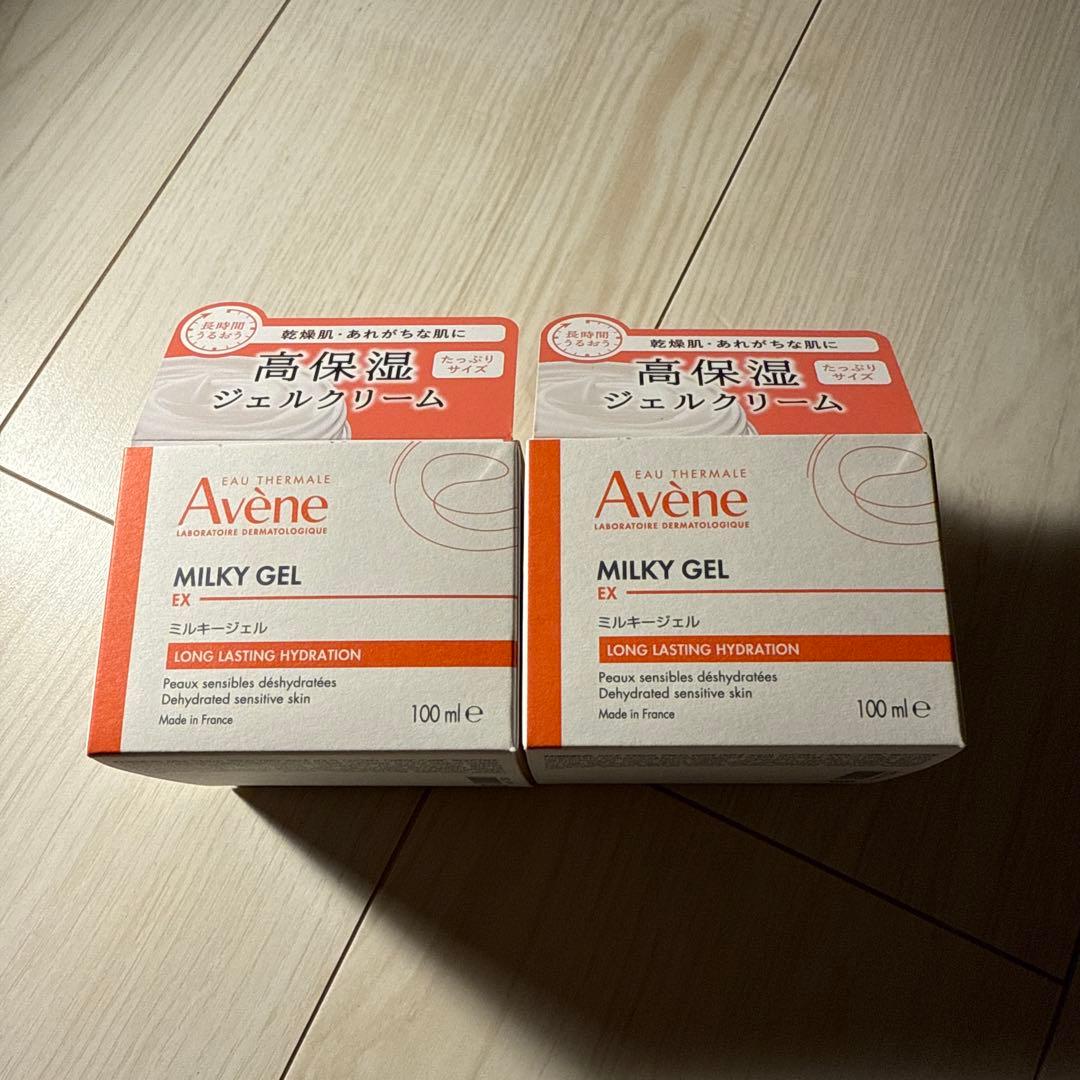 長時間
うるおう
乾燥肌・あれがちな肌に
高保湿
ジェルクリーム
たっぷり
サイズ
EAU THERMALE
Avène
LABORATOIRE DERMATOLOGIQUE
MILKY GEL
EX
ミルキージェル
LONG LASTING HYDRATION
Peaux sensibles déshydratées
Dehydrated sensitive skin
Made in France
100 ml ℮
長時間
うるおう
乾燥肌・あれがちな肌に
高保湿
ジェルクリーム
たっぷり
サイズ
EAU THERMALE
Avène
LABORATOIRE DERMATOLOGIQUE
MILKY GEL
EX
ミルキージェル
LONG LASTING HYDRATION
Peaux sensibles déshydratées
Dehydrated sensitive skin
Made in France
100 ml ℮